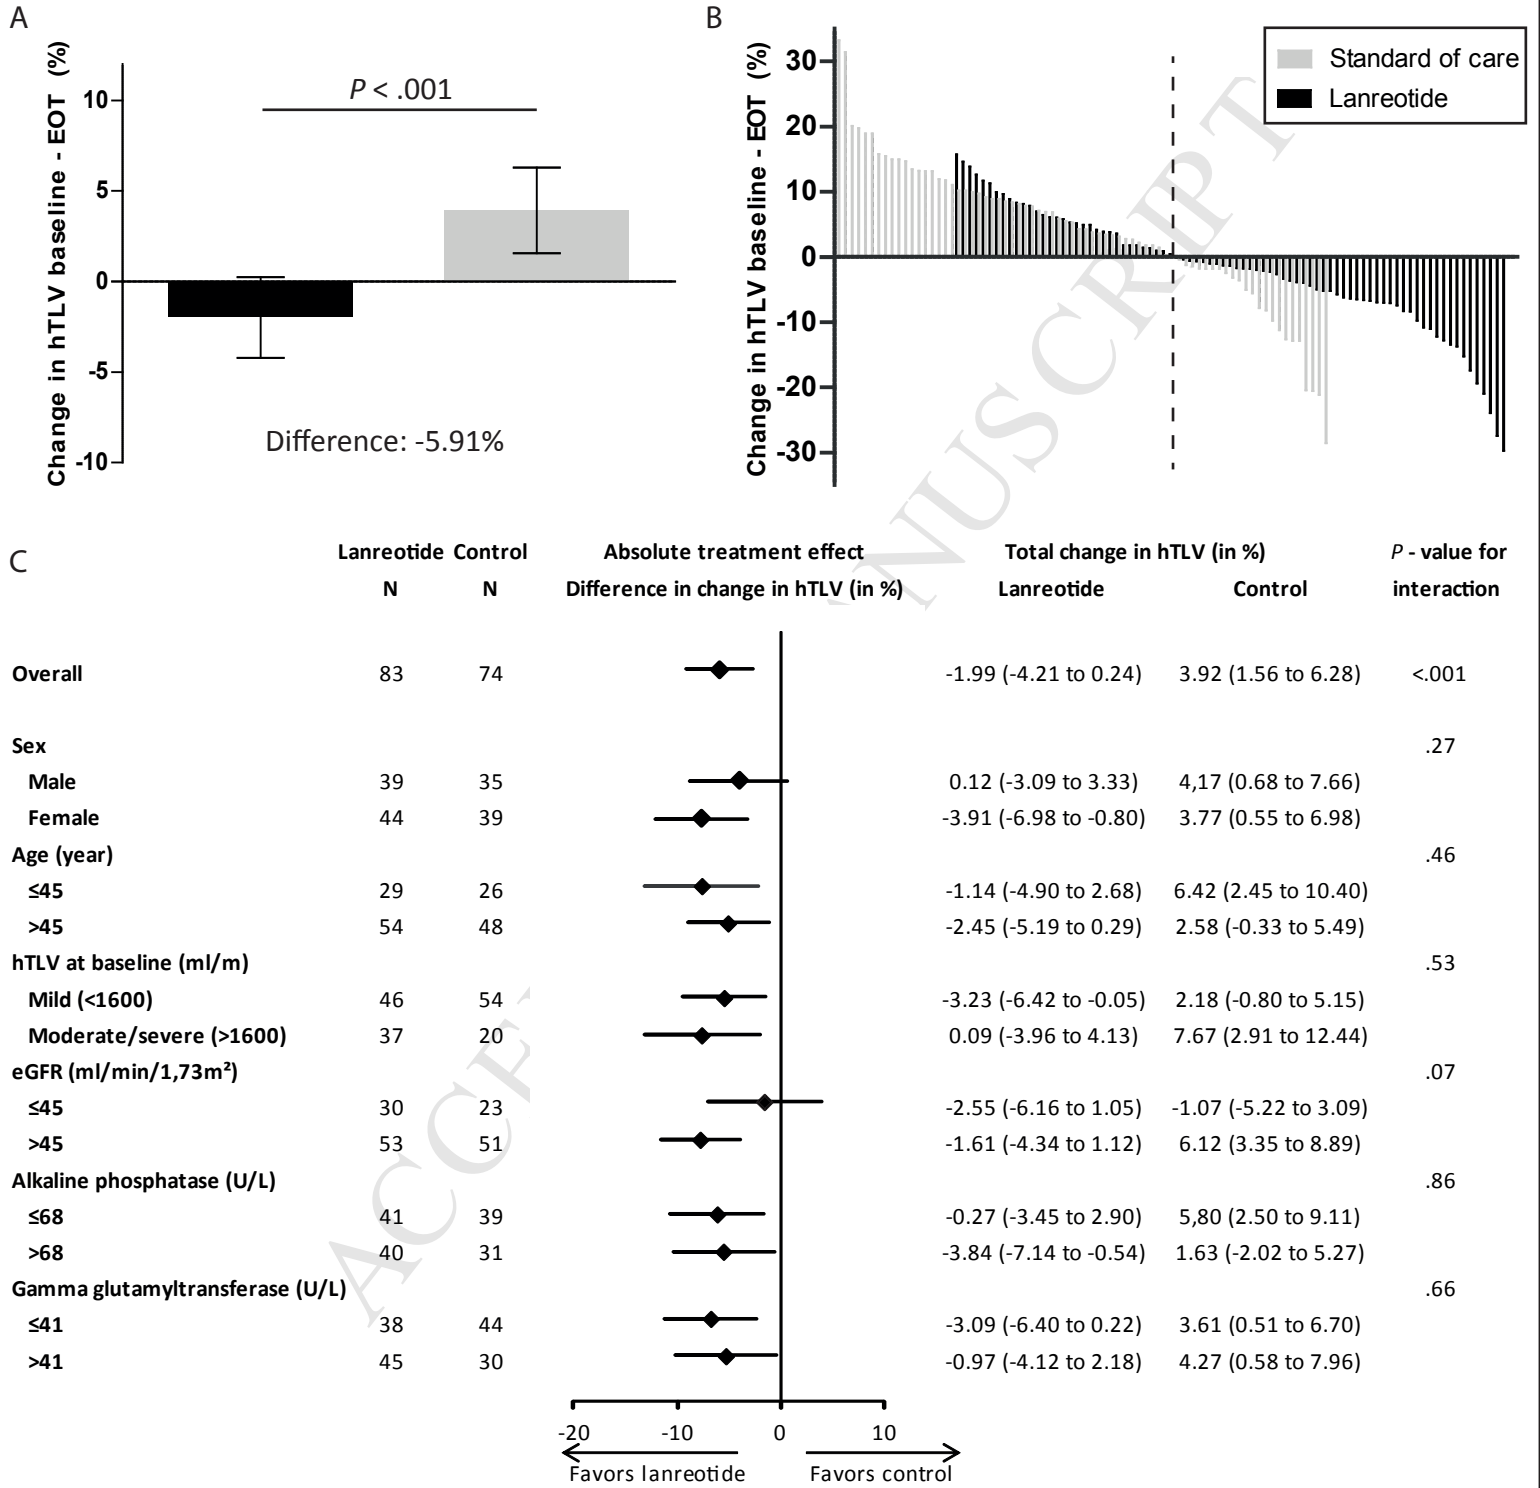 A
Change in hTLV baseline - EOT (%)
10
5
0
-5
-10
P < .001
Difference: -5.91%
B
Change in hTLV baseline - EOT (%)
30
20
10
0
-10
-20
-30
Standard of care
Lanreotide
C
Lanreotide Control Absolute treatment effect Total change in hTLV (in %) P - value for
N N Difference in change in hTLV (in %) Lanreotide Control interaction
Overall 83 74 -1.99 (-4.21 to 0.24) 3.92 (1.56 to 6.28) <.001
Sex .27
Male 39 35 0.12 (-3.09 to 3.33) 4,17 (0.68 to 7.66)
Female 44 39 -3.91 (-6.98 to -0.80) 3.77 (0.55 to 6.98)
Age (year) .46
≤45 29 26 -1.14 (-4.90 to 2.68) 6.42 (2.45 to 10.40)
>45 54 48 -2.45 (-5.19 to 0.29) 2.58 (-0.33 to 5.49)
hTLV at baseline (ml/m) .53
Mild (<1600) 46 54 -3.23 (-6.42 to -0.05) 2.18 (-0.80 to 5.15)
Moderate/severe (>1600) 37 20 0.09 (-3.96 to 4.13) 7.67 (2.91 to 12.44)
eGFR (ml/min/1,73m²) .07
≤45 30 23 -2.55 (-6.16 to 1.05) -1.07 (-5.22 to 3.09)
>45 53 51 -1.61 (-4.34 to 1.12) 6.12 (3.35 to 8.89)
Alkaline phosphatase (U/L) .86
≤68 41 39 -0.27 (-3.45 to 2.90) 5,80 (2.50 to 9.11)
>68 40 31 -3.84 (-7.14 to -0.54) 1.63 (-2.02 to 5.27)
Gamma glutamyltransferase (U/L) .66
≤41 38 44 -3.09 (-6.40 to 0.22) 3.61 (0.51 to 6.70)
>41 45 30 -0.97 (-4.12 to 2.18) 4.27 (0.58 to 7.96)
-20 -10 0 10
Favors lanreotide Favors control